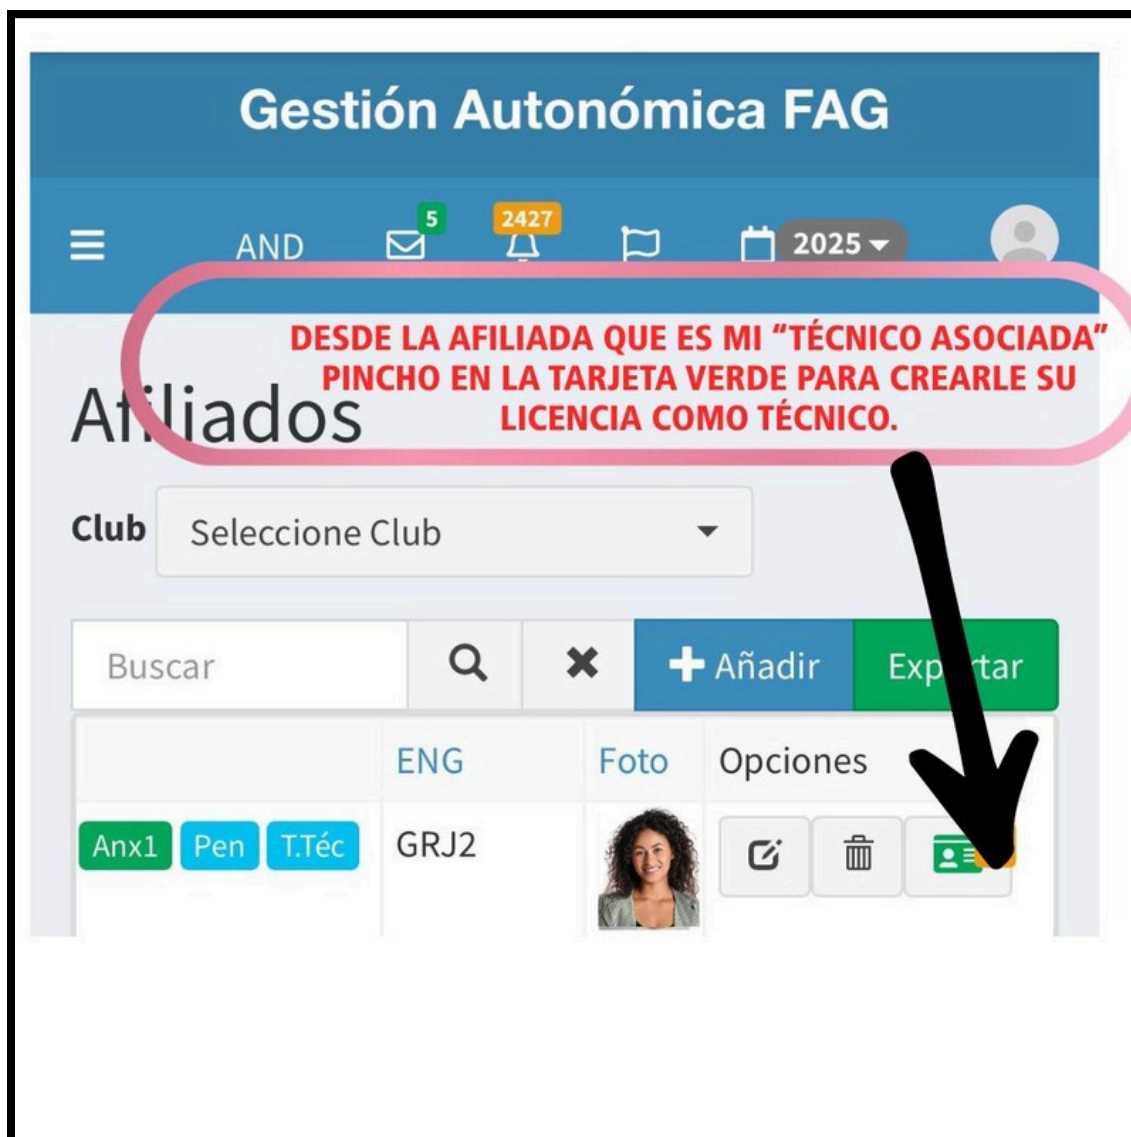 Gestión Autonómica FAG
AND 5 2427 2025
DESDE LA AFILIADA QUE ES MI “TÉCNICO ASOCIADA”
PINCHO EN LA TARJETA VERDE PARA CREARLE SU
LICENCIA COMO TÉCNICO.
Afiliados
Club Seleccione Club
Buscar Añadir Exportar
ENG Foto Opciones
Anx1 Pen T.Téc GRJ2